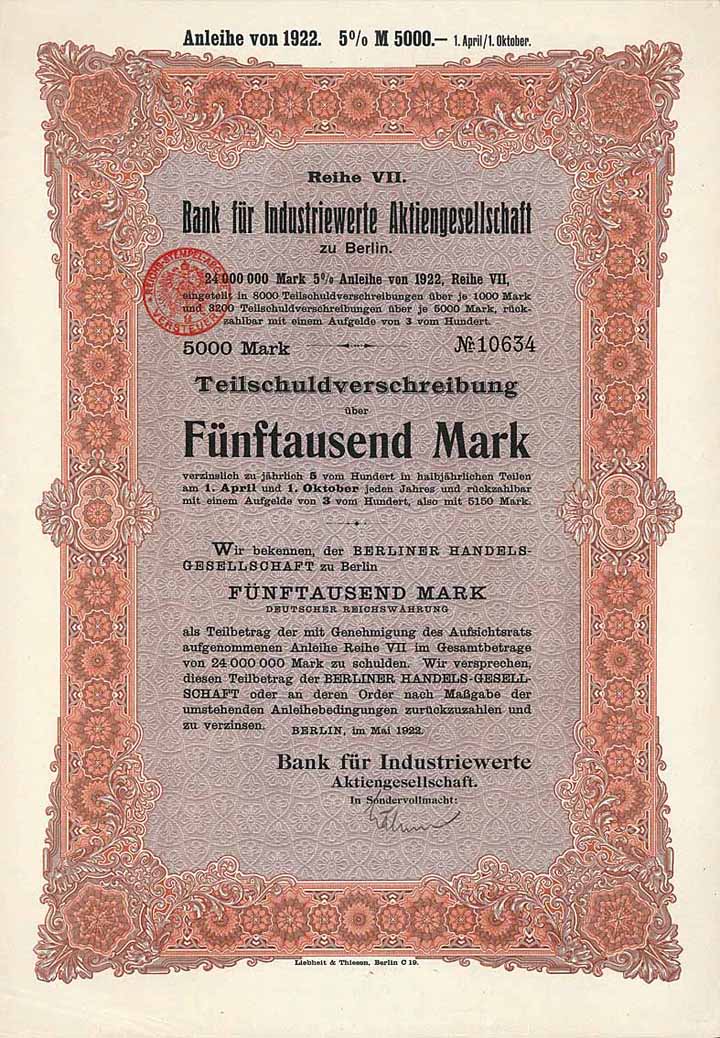 Anleihe von 1922. 5% M 5000.— 1. April/1. Oktober.
Reihe VII.
Bank für Industriewerte Aktiengesellschaft
zu Berlin.
24 000 000 Mark 5% Anleihe von 1922, Reihe VII,
eingeteilt in 8000 Teilschuldverschreibungen über je 1000 Mark
und 3200 Teilschuldverschreibungen über je 5000 Mark, rück-
zahlbar mit einem Aufgelde von 3 vom Hundert.
5000 Mark № 10634
Teilschuldverschreibung
über
Fünftausend Mark
verzinslich zu jährlich 5 vom Hundert in halbjährlichen Teilen
am 1. April und 1. Oktober jeden Jahres und rückzahlbar
mit einem Aufgelde von 3 vom Hundert, also mit 5150 Mark.
Wir bekennen, der BERLINER HANDELS-
GESELLSCHAFT zu Berlin
FÜNFTAUSEND MARK
DEUTSCHER REICHSWÄHRUNG
als Teilbetrag der mit Genehmigung des Aufsichtsrats
aufgenommenen Anleihe Reihe VII im Gesamtbetrage
von 24 000 000 Mark zu schulden. Wir versprechen,
diesen Teilbetrag der BERLINER HANDELS-GESELL-
SCHAFT oder an deren Order nach Maßgabe der
umstehenden Anleihebedingungen zurückzuzahlen und
zu verzinsen. BERLIN, im Mai 1922.
Bank für Industriewerte
Aktiengesellschaft.
In Sondervollmacht:
Liebheit & Thiesen, Berlin C 19.